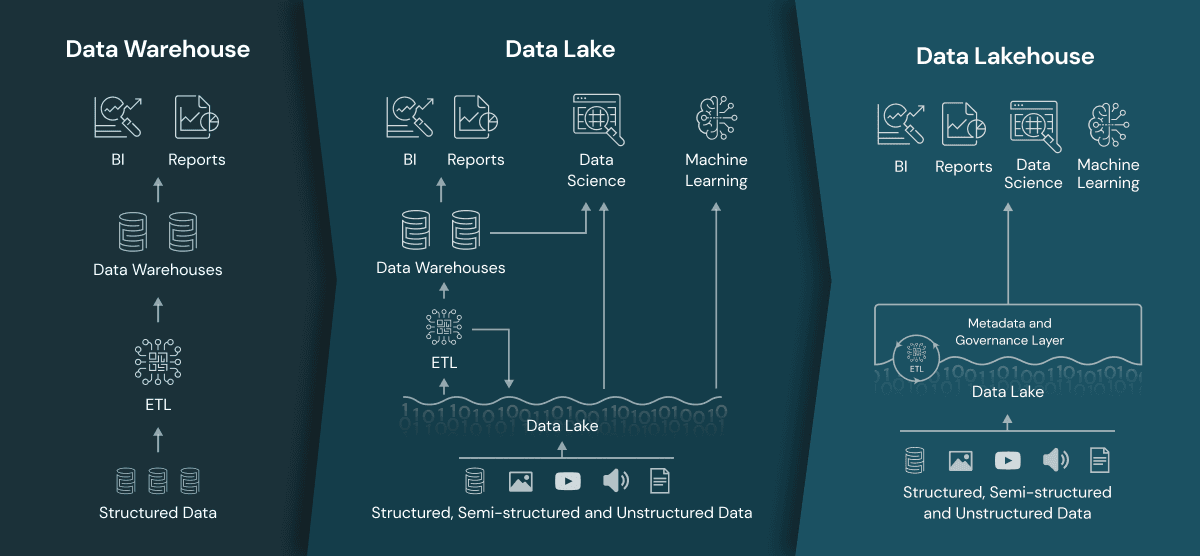 Data Warehouse
BI
Reports
Data Warehouses
ETL
Structured Data
Data Lake
BI
Reports
Data
Science
Machine
Learning
Data Warehouses
ETL
Data Lake
Structured, Semi-structured and Unstructured Data
Data Lakehouse
BI
Reports
Data
Science
Machine
Learning
Metadata and
Governance Layer
ETL
Data Lake
Structured, Semi-structured
and Unstructured Data